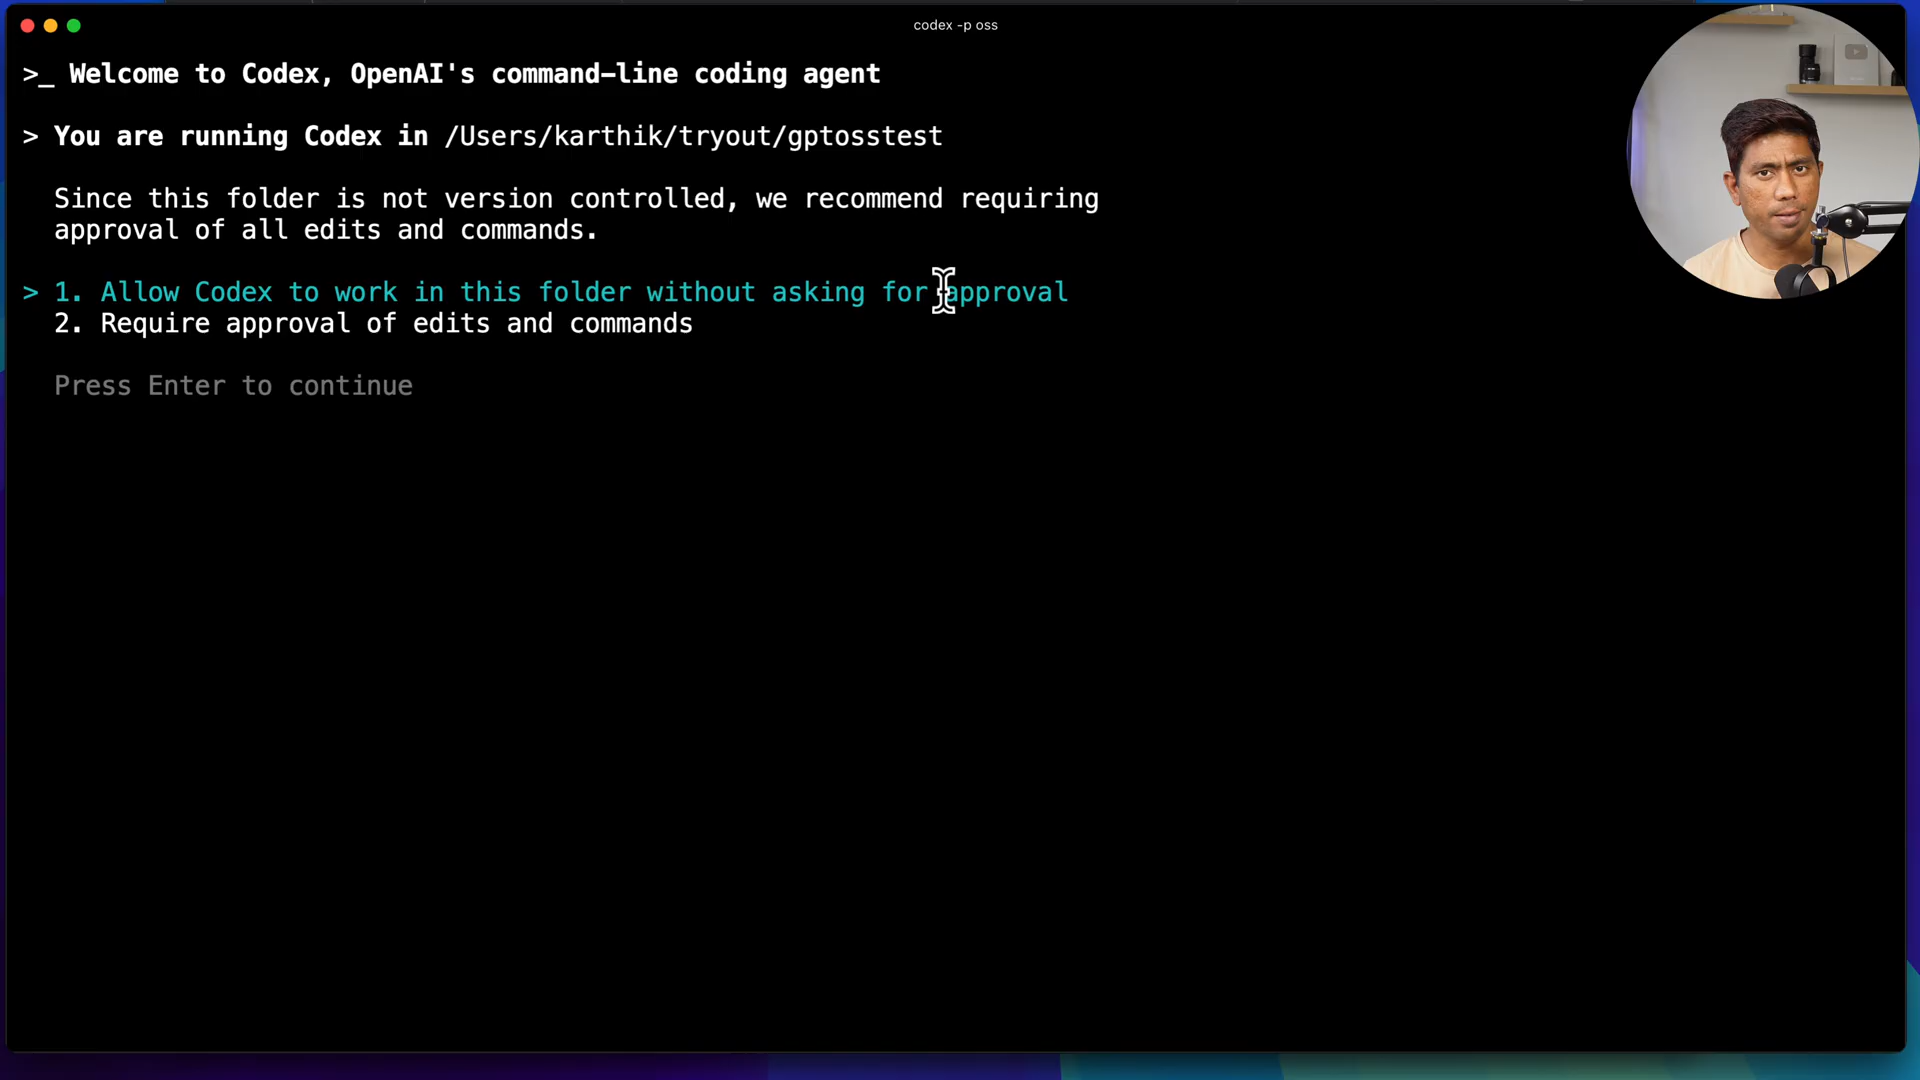 codex -p oss
>_ Welcome to Codex, OpenAI's command-line coding agent
> You are running Codex in /Users/karthik/tryout/gptosstest
Since this folder is not version controlled, we recommend requiring
approval of all edits and commands.
> 1. Allow Codex to work in this folder without asking for approval
2. Require approval of edits and commands
Press Enter to continue